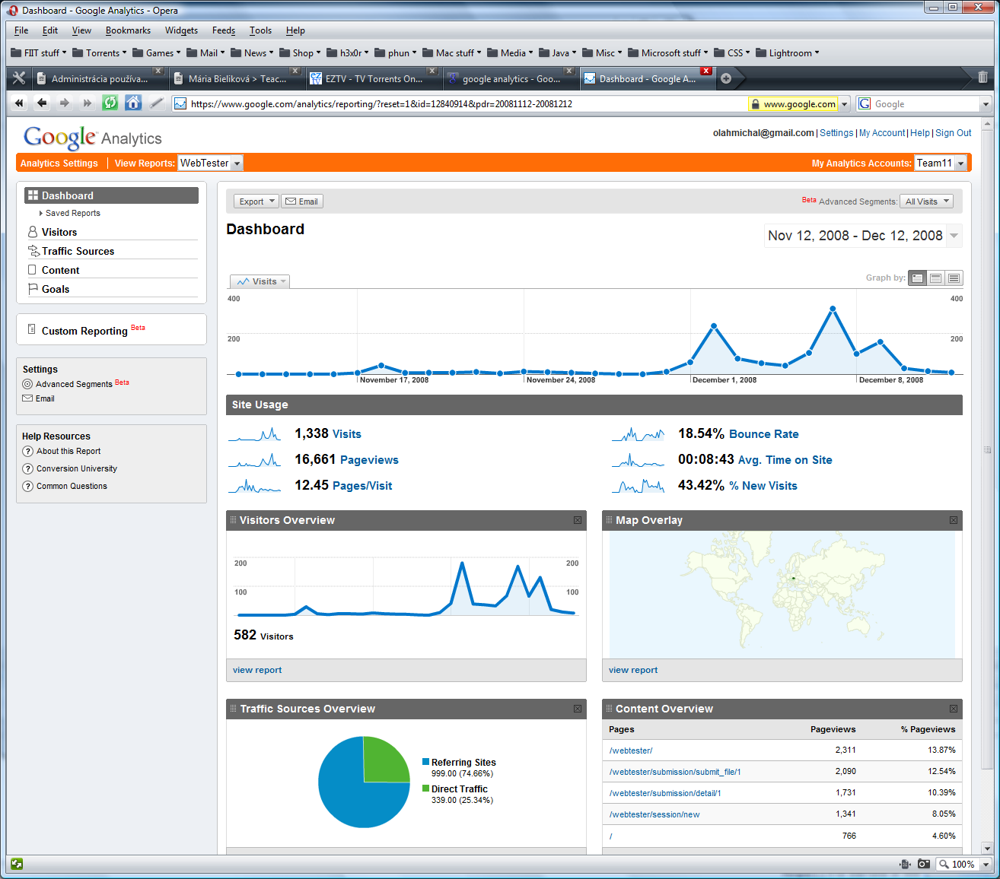 Dashboard - Google Analytics - Opera
File Edit View Bookmarks Widgets Feeds Tools Help
FIIT stuff Torrents Games Mail News Shop h3x0r phun Mac stuff Media Java Misc Microsoft stuff CSS Lightroom
Administrácia používa... Mária Bieliková > Teac... EZTV - TV Torrents On... google analytics - Goo... Dashboard - Google A...
https://www.google.com/analytics/reporting/?reset=1&id=12840914&pdr=20081112-20081212 www.google.com Google
Google Analytics
olahmichal@gmail.com | Settings | My Account | Help | Sign Out
Analytics Settings View Reports: WebTester My Analytics Accounts: Team11
Dashboard
Saved Reports
Visitors
Traffic Sources
Content
Goals
Custom Reporting Beta
Settings
Advanced Segments Beta
Email
Help Resources
About this Report
Conversion University
Common Questions
Export Email Beta Advanced Segments: All Visits
Dashboard
Nov 12, 2008 - Dec 12, 2008
Visits Graph by:
400 400
200 200
November 17, 2008 November 24, 2008 December 1, 2008 December 8, 2008
Site Usage
1,338 Visits 18.54% Bounce Rate
16,661 Pageviews 00:08:43 Avg. Time on Site
12.45 Pages/Visit 43.42% % New Visits
Visitors Overview
200 200
100 100
582 Visitors
view report
Map Overlay
view report
Traffic Sources Overview
Referring Sites
999.00 (74.66%)
Direct Traffic
339.00 (25.34%)
Content Overview
Pages Pageviews % Pageviews
/webtester/ 2,311 13.87%
/webtester/submission/submit_file/1 2,090 12.54%
/webtester/submission/detail/1 1,731 10.39%
/webtester/session/new 1,341 8.05%
/ 766 4.60%
100%